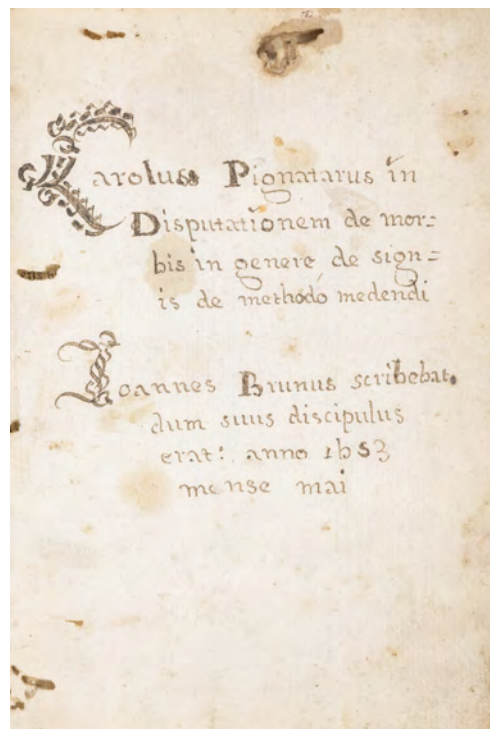 Carolus Pignatarus in
Disputationem de mor=
bis in genere de sign=
is de methodo medendi
Ioannes Brunus scribebat.
dum suus discipulus
erat: anno 1653
mense mai